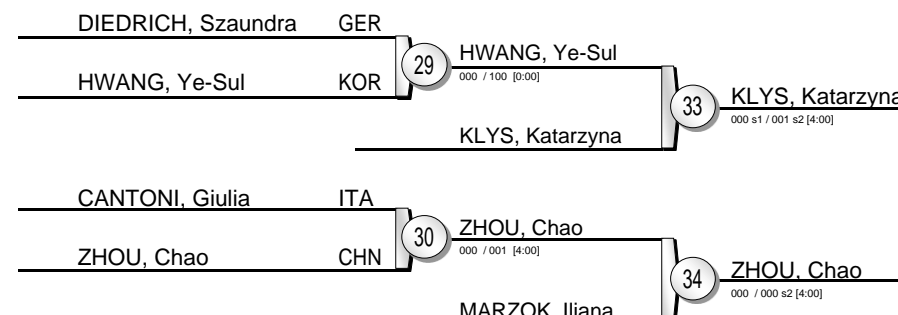 DIEDRICH, Szaundra GER
HWANG, Ye-Sul KOR
29
HWANG, Ye-Sul
000 / 100 [0:00]
KLYS, Katarzyna
33
KLYS, Katarzyna
000 s1 / 001 s2 [4:00]
CANTONI, Giulia ITA
ZHOU, Chao CHN
30
ZHOU, Chao
000 / 001 [4:00]
MARZOK, Iljana
34
ZHOU, Chao
000 / 000 s2 [4:00]